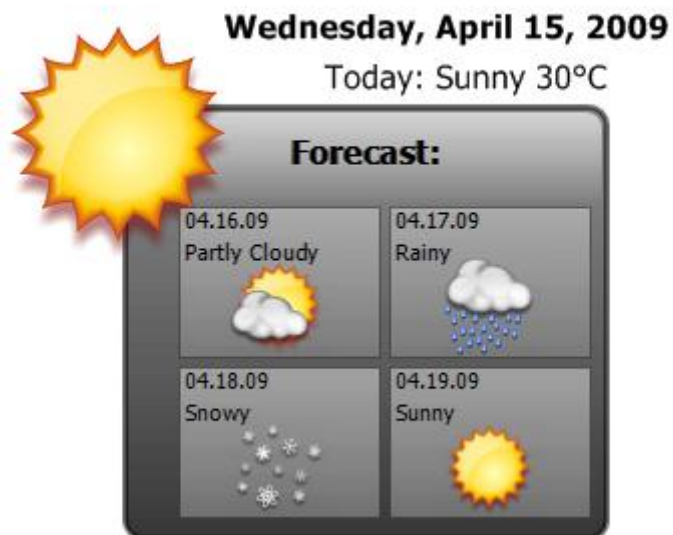 Wednesday, April 15, 2009
Today: Sunny 30°C
Forecast:
04.16.09
Partly Cloudy
04.17.09
Rainy
04.18.09
Snowy
04.19.09
Sunny